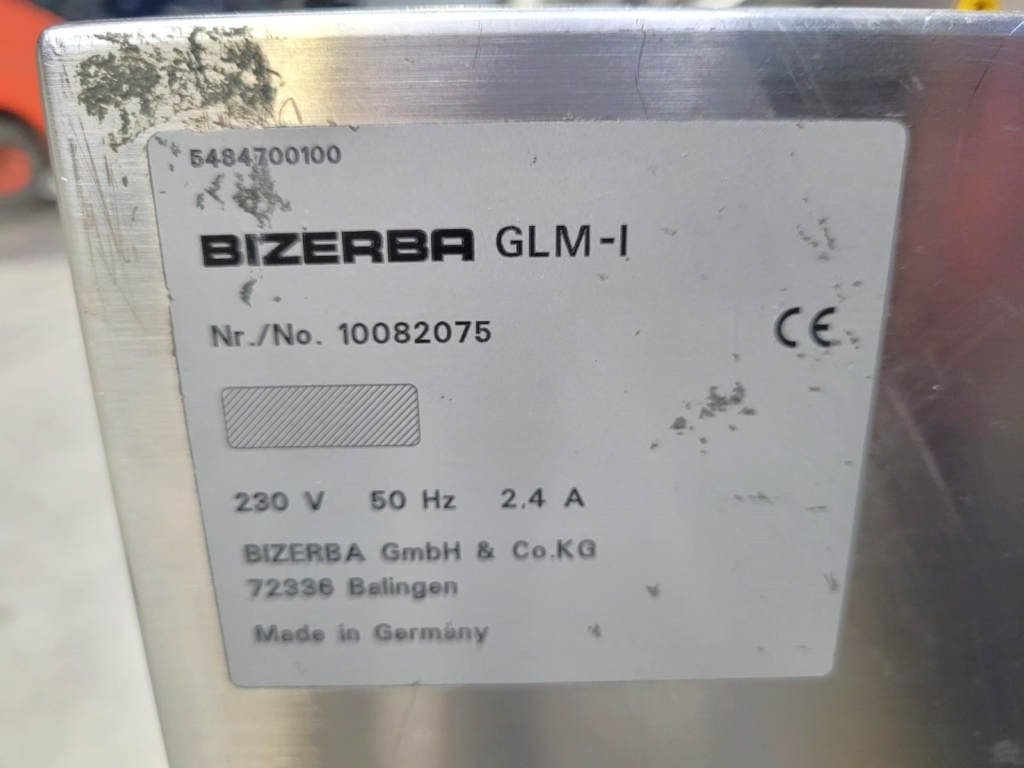 5484700100
BIZERBA GLM-I
Nr./No. 10082075
CE
230 V 50 Hz 2,4 A
BIZERBA GmbH & Co.KG
72336 Balingen
Made in Germany